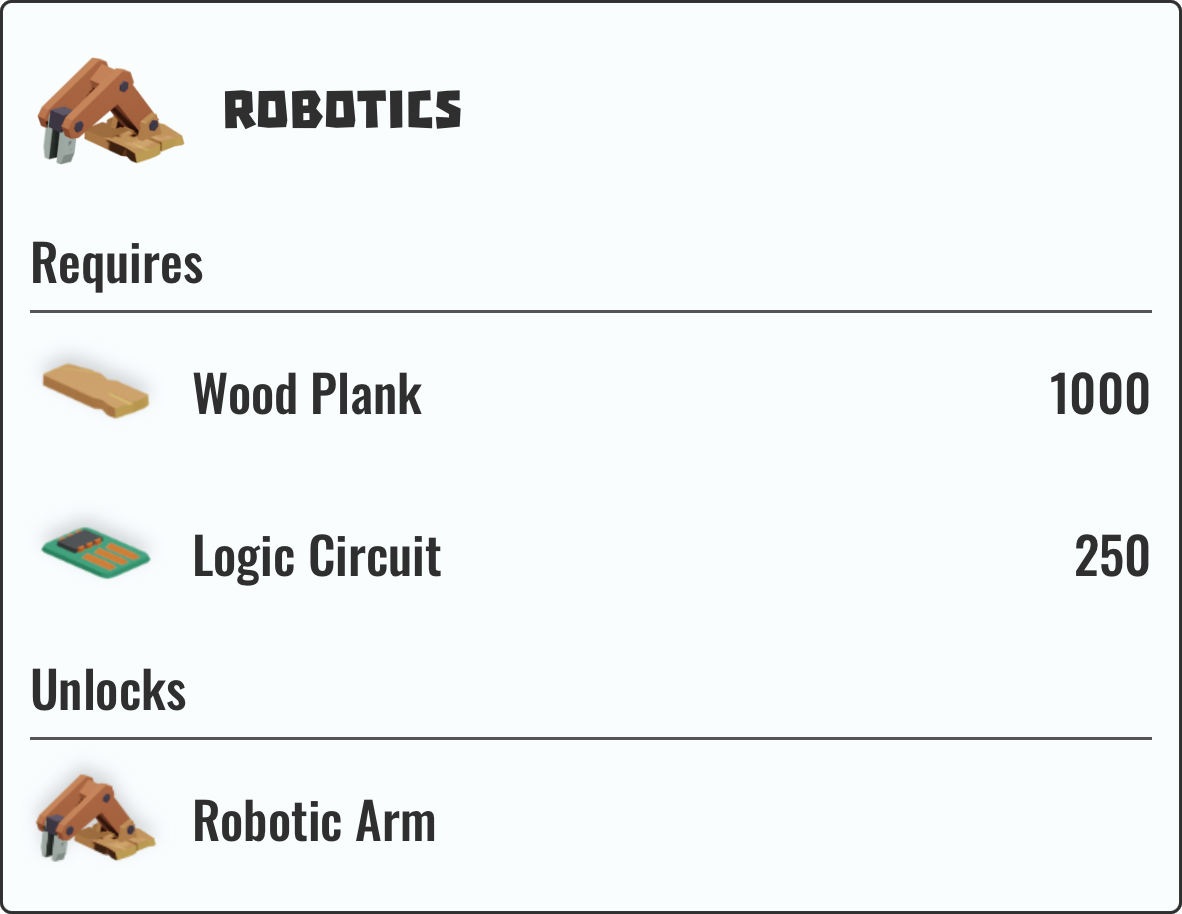 ROBOTICS
Requires
Wood Plank 1000
Logic Circuit 250
Unlocks
Robotic Arm